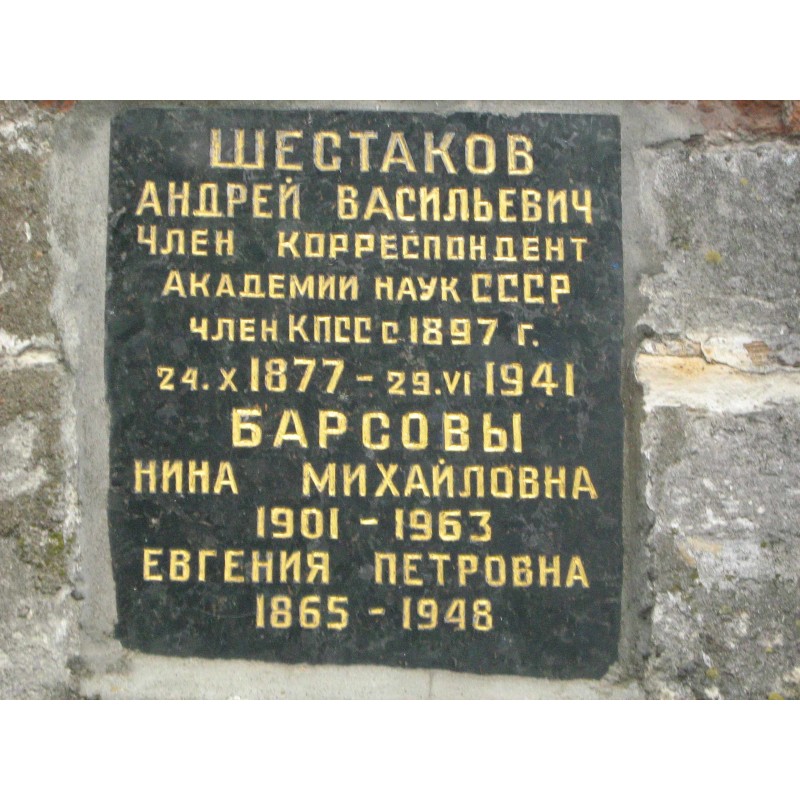 ШЕСТАКОВ
АНДРЕЙ ВАСИЛЬЕВИЧ
ЧЛЕН КОРРЕСПОНДЕНТ
АКАДЕМИИ НАУК СССР
ЧЛЕН КПСС С 1897 Г.
24.X 1877 - 29.VI 1941
БАРСОВЫ
НИНА МИХАЙЛОВНА
1901 - 1963
ЕВГЕНИЯ ПЕТРОВНА
1865 - 1948